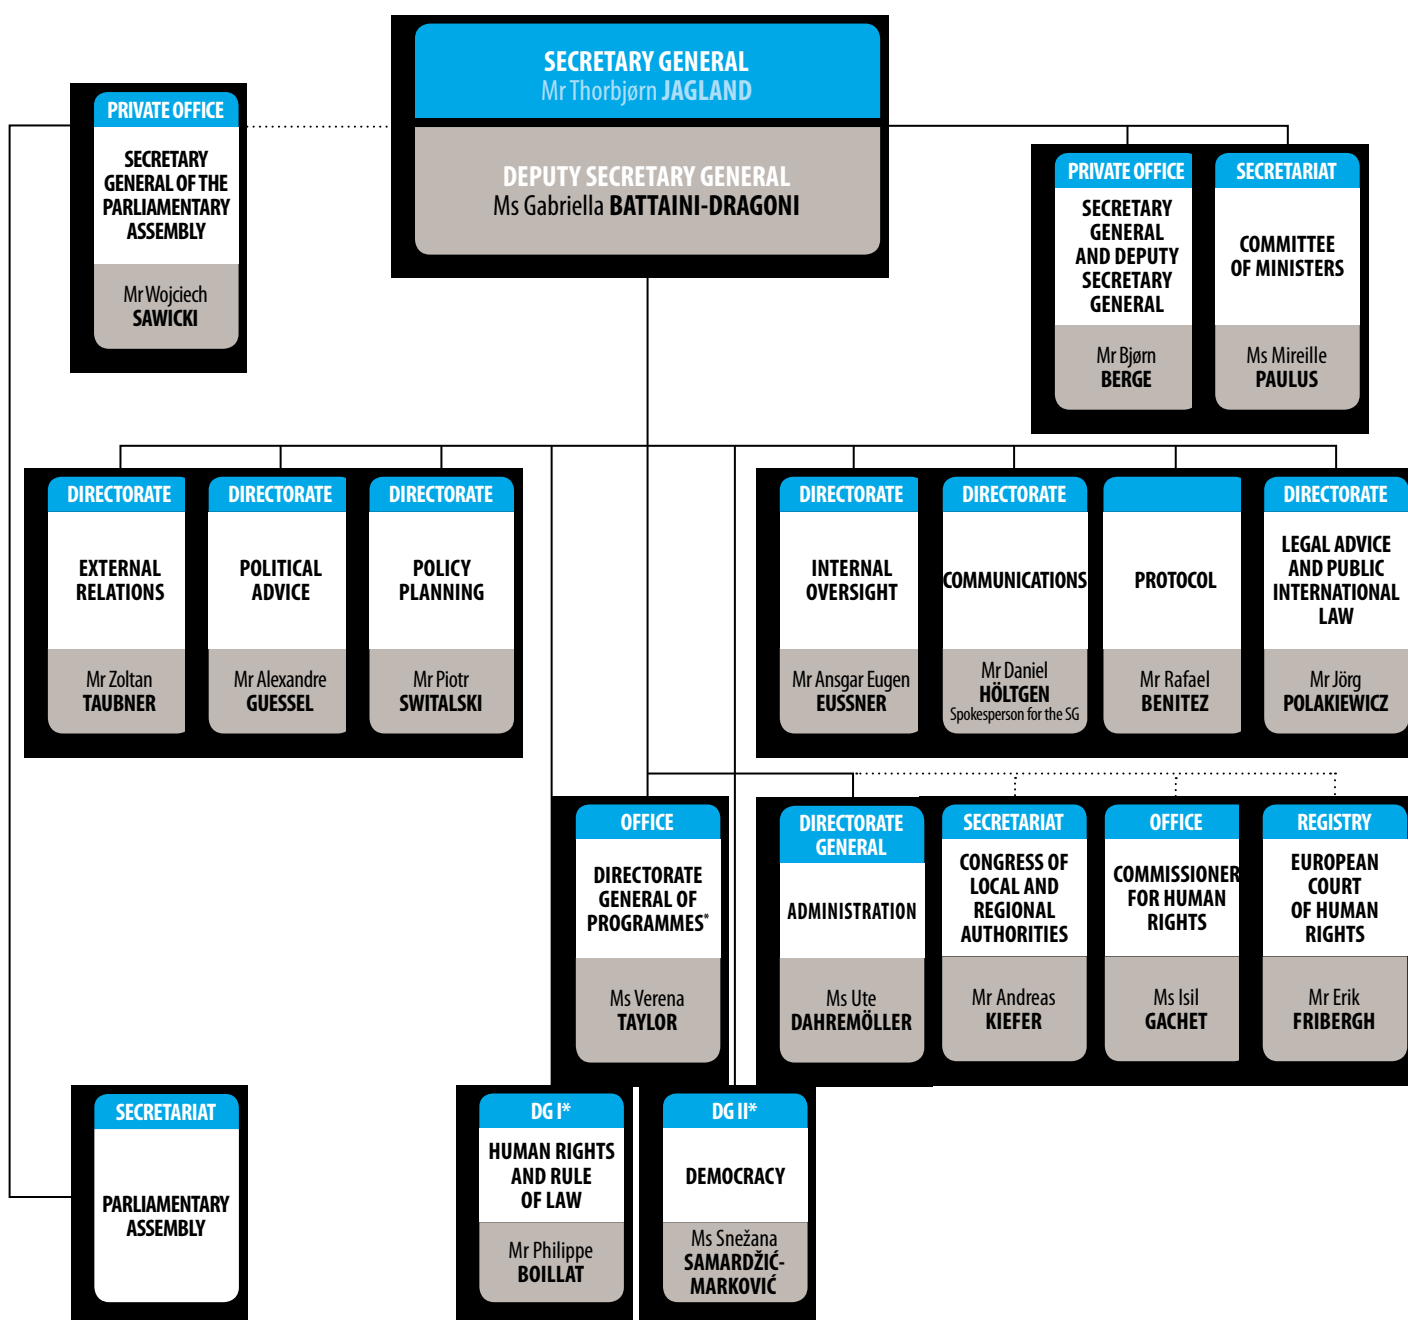 SECRETARY GENERAL
Mr Thorbjørn JAGLAND
DEPUTY SECRETARY GENERAL
Ms Gabriella BATTAINI-DRAGONI
PRIVATE OFFICE
SECRETARY
GENERAL OF THE
PARLIAMENTARY
ASSEMBLY
Mr Wojciech
SAWICKI
PRIVATE OFFICE
SECRETARY
GENERAL
AND DEPUTY
SECRETARY
GENERAL
Mr Bjørn
BERGE
SECRETARIAT
COMMITTEE
OF MINISTERS
Ms Mireille
PAULUS
DIRECTORATE
EXTERNAL
RELATIONS
Mr Zoltan
TAUBNER
DIRECTORATE
POLITICAL
ADVICE
Mr Alexandre
GUESSEL
DIRECTORATE
POLICY
PLANNING
Mr Piotr
SWITALSKI
DIRECTORATE
INTERNAL
OVERSIGHT
Mr Ansgar Eugen
EUSSNER
DIRECTORATE
COMMUNICATIONS
Mr Daniel
HÖLTGEN
Spokesperson for the SG
PROTOCOL
Mr Rafael
BENITEZ
DIRECTORATE
LEGAL ADVICE
AND PUBLIC
INTERNATIONAL
LAW
Mr Jörg
POLAKIEWICZ
OFFICE
DIRECTORATE
GENERAL OF
PROGRAMMES*
Ms Verena
TAYLOR
DIRECTORATE
GENERAL
ADMINISTRATION
Ms Ute
DAHREMÖLLER
SECRETARIAT
CONGRESS OF
LOCAL AND
REGIONAL
AUTHORITIES
Mr Andreas
KIEFER
OFFICE
COMMISSIONER
FOR HUMAN
RIGHTS
Ms Isil
GACHET
REGISTRY
EUROPEAN
COURT
OF HUMAN
RIGHTS
Mr Erik
FRIBERGH
SECRETARIAT
PARLIAMENTARY
ASSEMBLY
DG I*
HUMAN RIGHTS
AND RULE
OF LAW
Mr Philippe
BOILLAT
DG II*
DEMOCRACY
Ms Snežana
SAMARDŽIĆ-
MARKOVIĆ